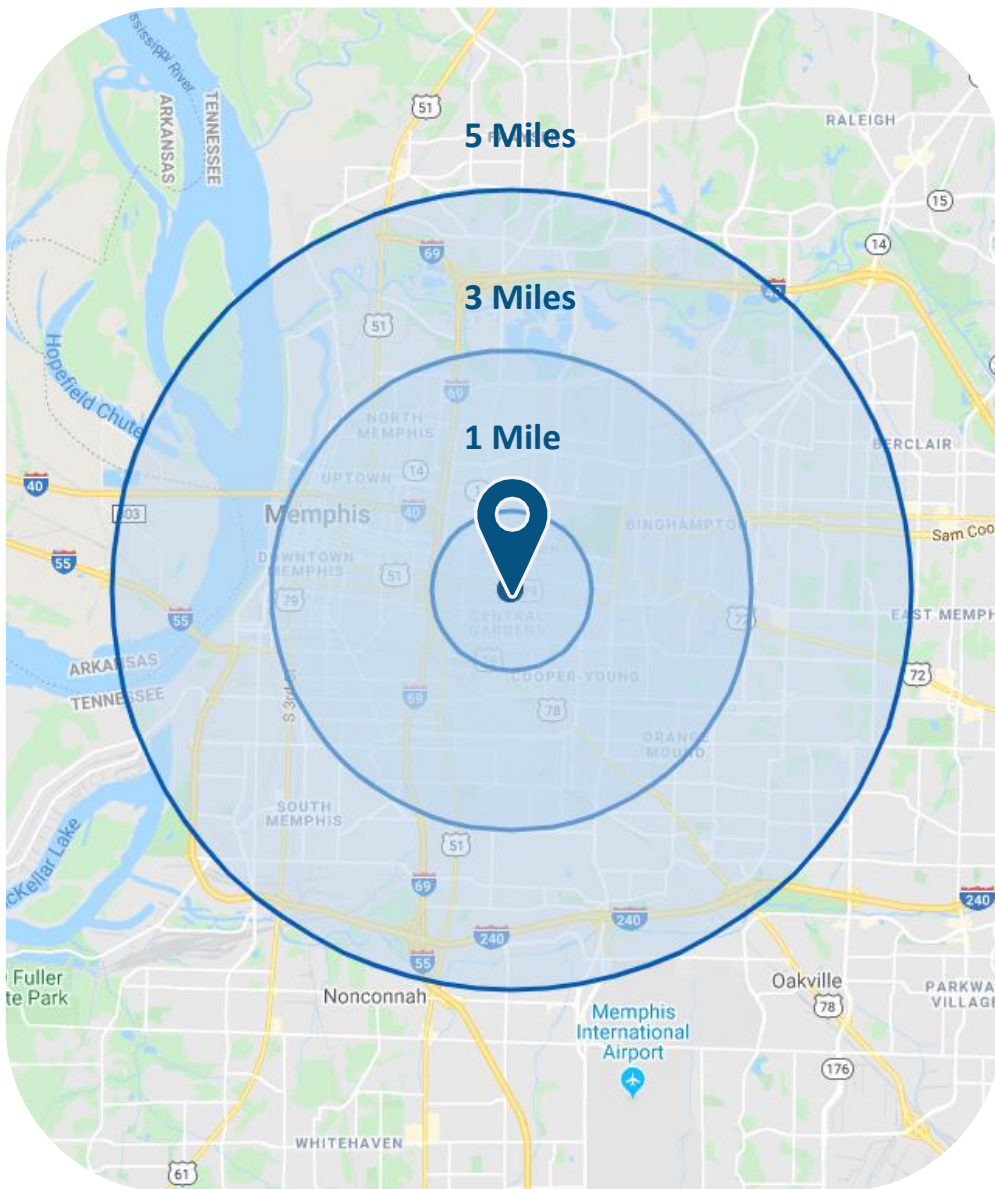 ssissippi River
ARKANSAS
TENNESSEE
51
5 Miles
RALEIGH
15
14
69
40
3 Miles
51
Hopefield Chute
69
NORTH
MEMPHIS
1 Mile
BERCLAIR
UPTOWN
14
40
40
Memphis
BINGHAMPTON
Sam Coo
55
DOWNTOWN
MEMPHIS
51
79
CENTRAL
GARDENS
72
EAST MEMPH
55
ARKANSAS
TENNESSEE
S 3rd St
COOPER-YOUNG
72
69
78
ORANGE
MOUND
SOUTH
MEMPHIS
51
cKellar Lake
69
240
240
240
55
Fuller
te Park
Nonconnah
Oakville
PARKWA
VILLAGE
78
Memphis
International
Airport
176
WHITEHAVEN
61